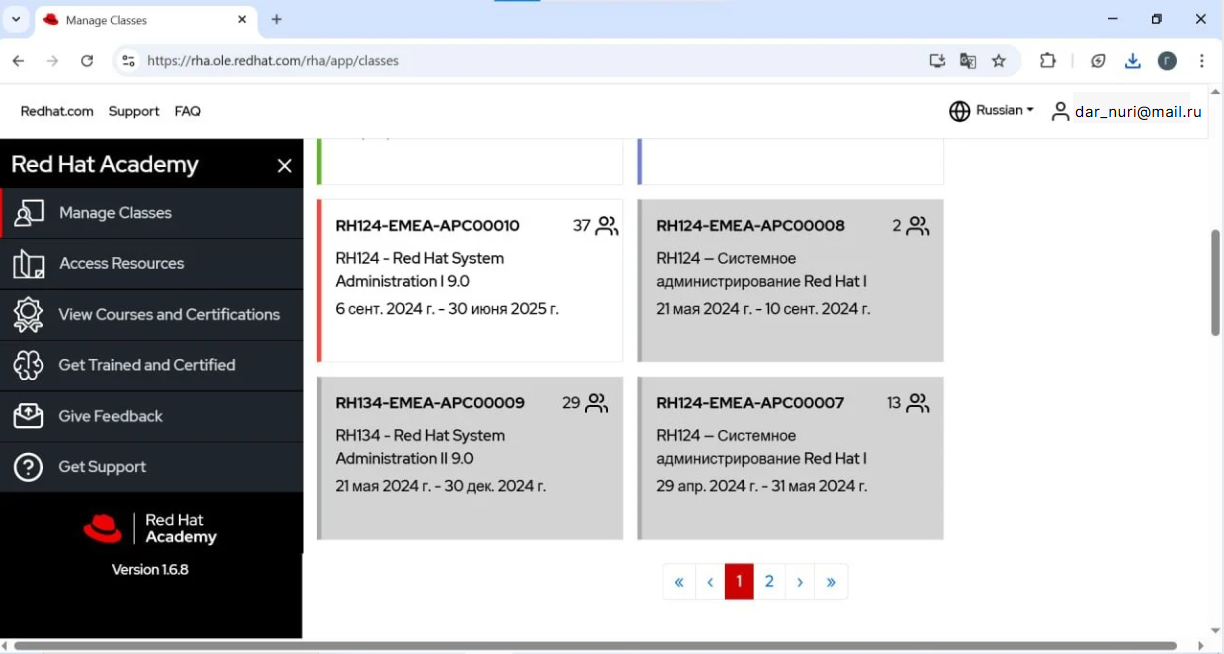 Manage Classes
https://rha.ole.redhat.com/rha/app/classes
Redhat.com Support FAQ
Russian
dar_nuri@mail.ru
Red Hat Academy
Manage Classes
Access Resources
View Courses and Certifications
Get Trained and Certified
Give Feedback
Get Support
Red Hat
Academy
Version 1.6.8
RH124-EMEA-APC00010 37
RH124 - Red Hat System
Administration I 9.0
6 сент. 2024 г. - 30 июня 2025 г.
RH124-EMEA-APC00008 2
RH124 — Системное
администрирование Red Hat I
21 мая 2024 г. - 10 сент. 2024 г.
RH134-EMEA-APC00009 29
RH134 - Red Hat System
Administration II 9.0
21 мая 2024 г. - 30 дек. 2024 г.
RH124-EMEA-APC00007 13
RH124 — Системное
администрирование Red Hat I
29 апр. 2024 г. - 31 мая 2024 г.
« ‹ 1 2 › »